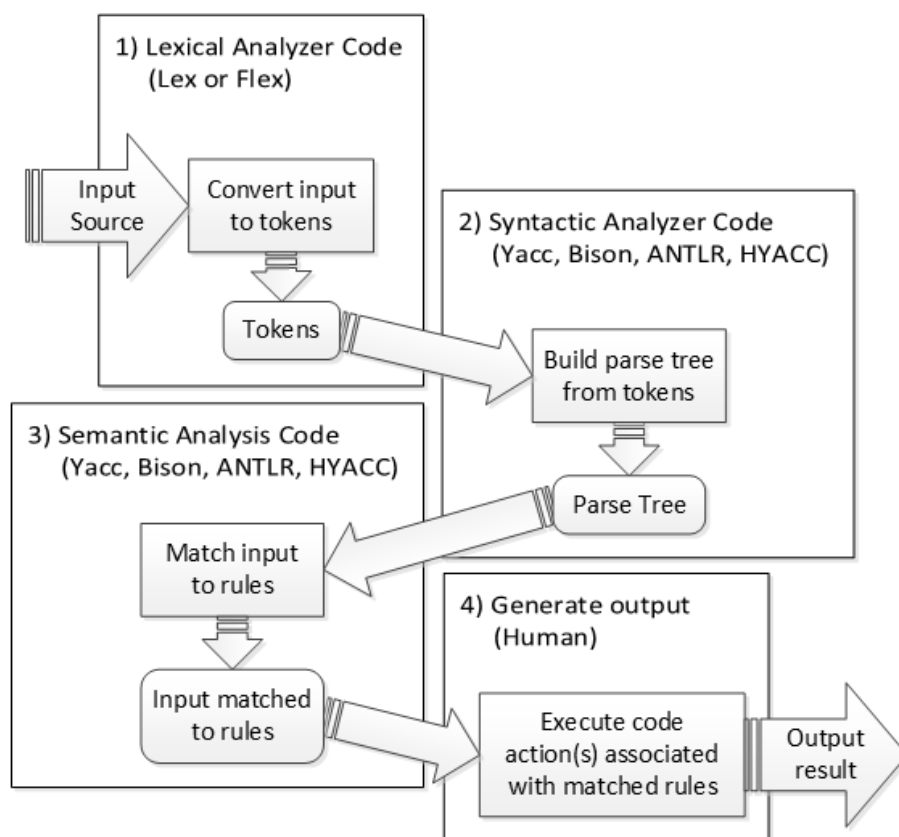 1) Lexical Analyzer Code
(Lex or Flex)
Input
Source
Convert input
to tokens
Tokens
2) Syntactic Analyzer Code
(Yacc, Bison, ANTLR, HYACC)
Build parse tree
from tokens
Parse Tree
3) Semantic Analysis Code
(Yacc, Bison, ANTLR, HYACC)
Match input
to rules
Input matched
to rules
4) Generate output
(Human)
Execute code
action(s) associated
with matched rules
Output
result